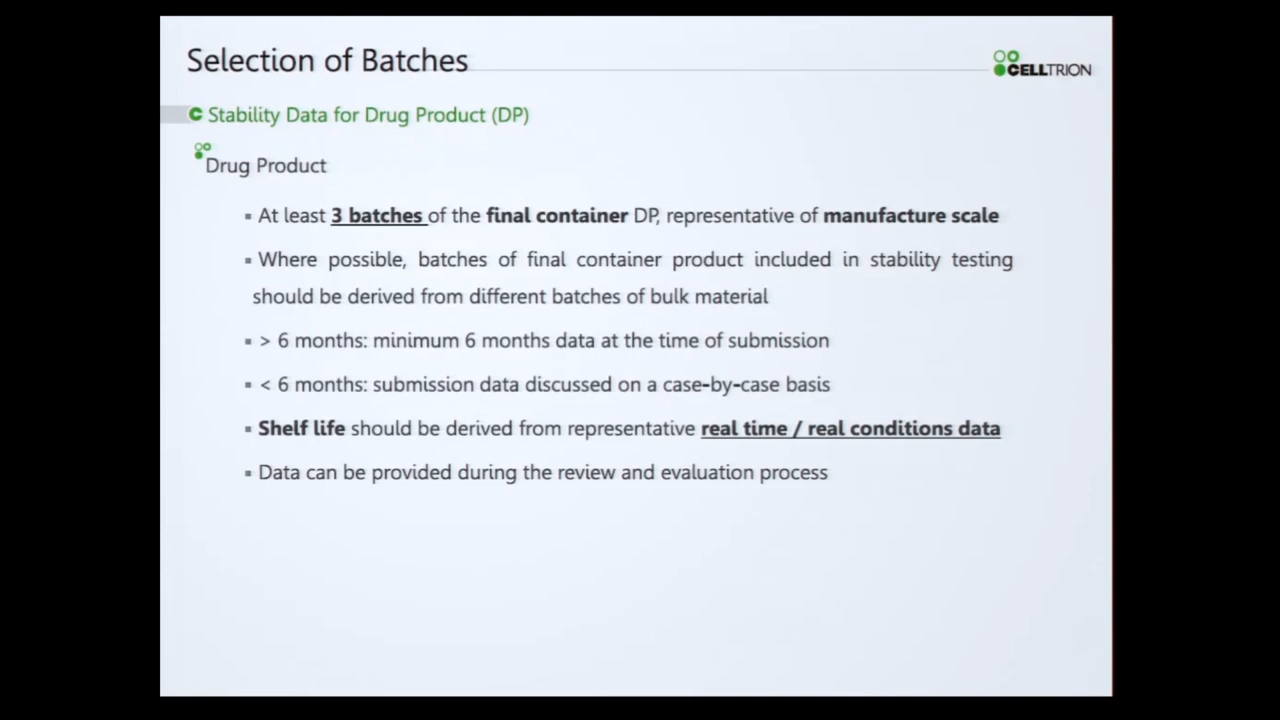 Selection of Batches
CELLTRION
Stability Data for Drug Product (DP)
Drug Product
▪ At least 3 batches of the final container DP, representative of manufacture scale
▪ Where possible, batches of final container product included in stability testing
should be derived from different batches of bulk material
▪ > 6 months: minimum 6 months data at the time of submission
▪ < 6 months: submission data discussed on a case-by-case basis
▪ Shelf life should be derived from representative real time / real conditions data
▪ Data can be provided during the review and evaluation process